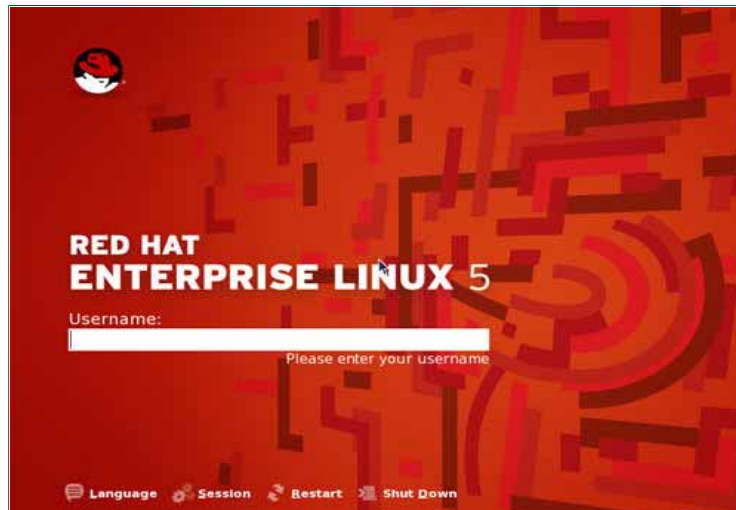 RED HAT
ENTERPRISE LINUX 5
Username:
Please enter your username
Language Session Restart Shut Down